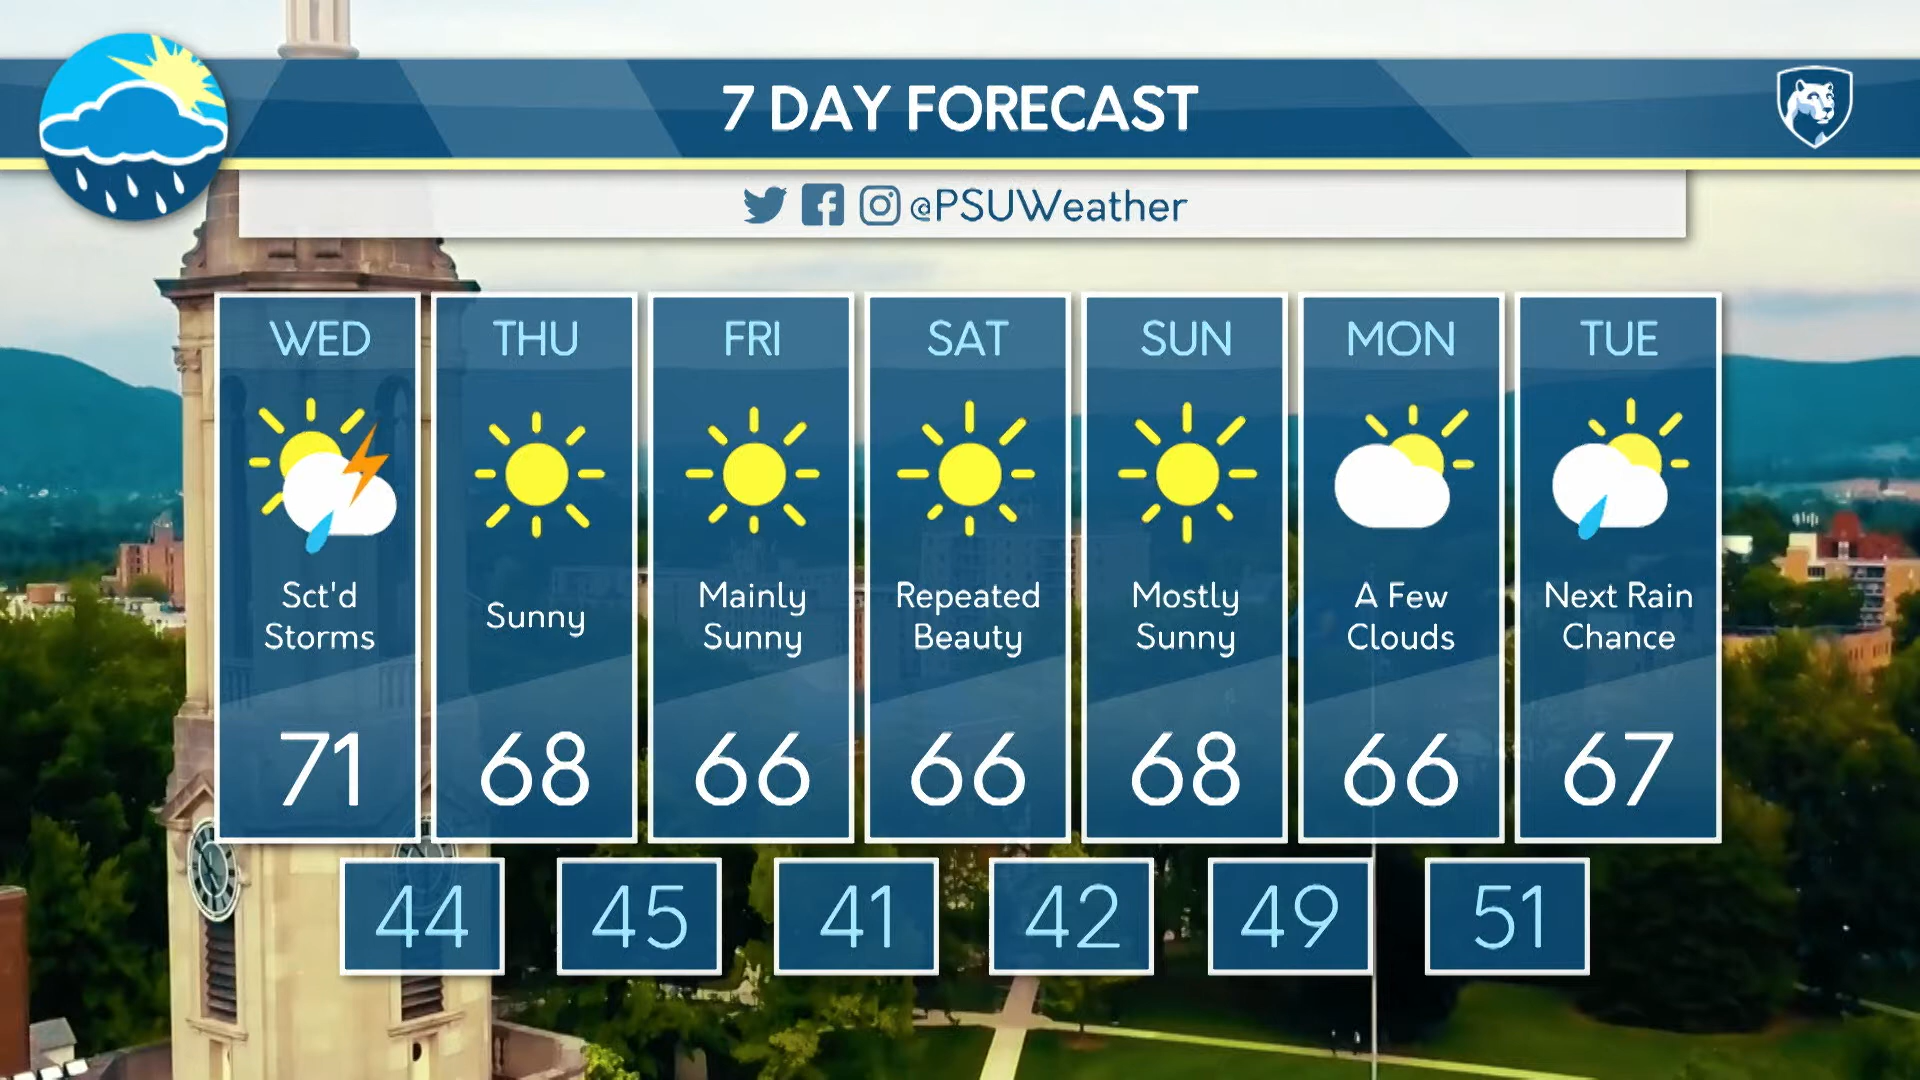 7 DAY FORECAST
@PSUWeather
WED
Sct'd
Storms
71
THU
Sunny
68
FRI
Mainly
Sunny
66
SAT
Repeated
Beauty
66
SUN
Mostly
Sunny
68
MON
A Few
Clouds
66
TUE
Next Rain
Chance
67
44
45
41
42
49
51